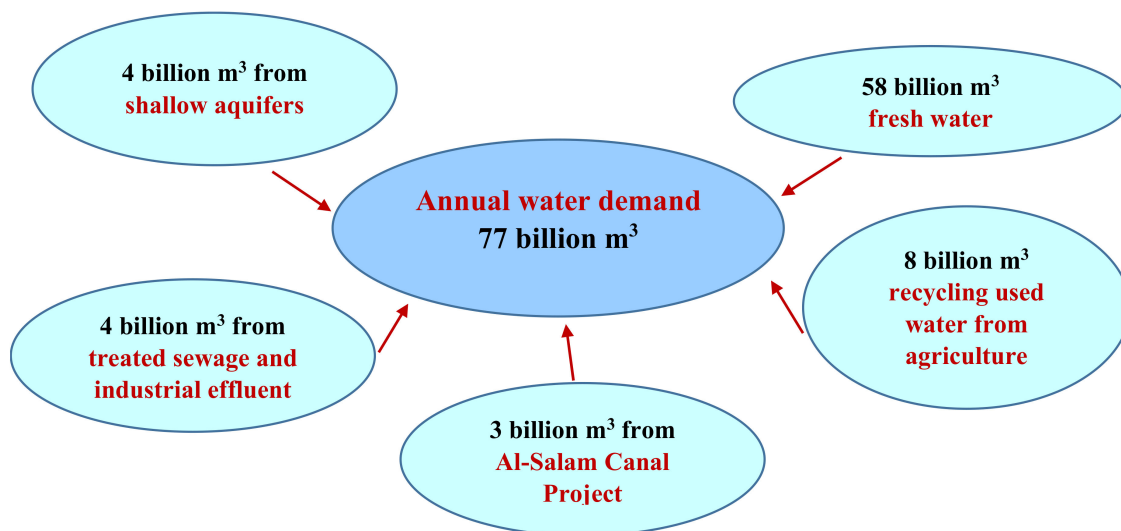 4 billion m³ from
shallow aquifers
58 billion m³
fresh water
Annual water demand
77 billion m³
8 billion m³
recycling used
water from
agriculture
4 billion m³ from
treated sewage and
industrial effluent
3 billion m³ from
Al-Salam Canal
Project